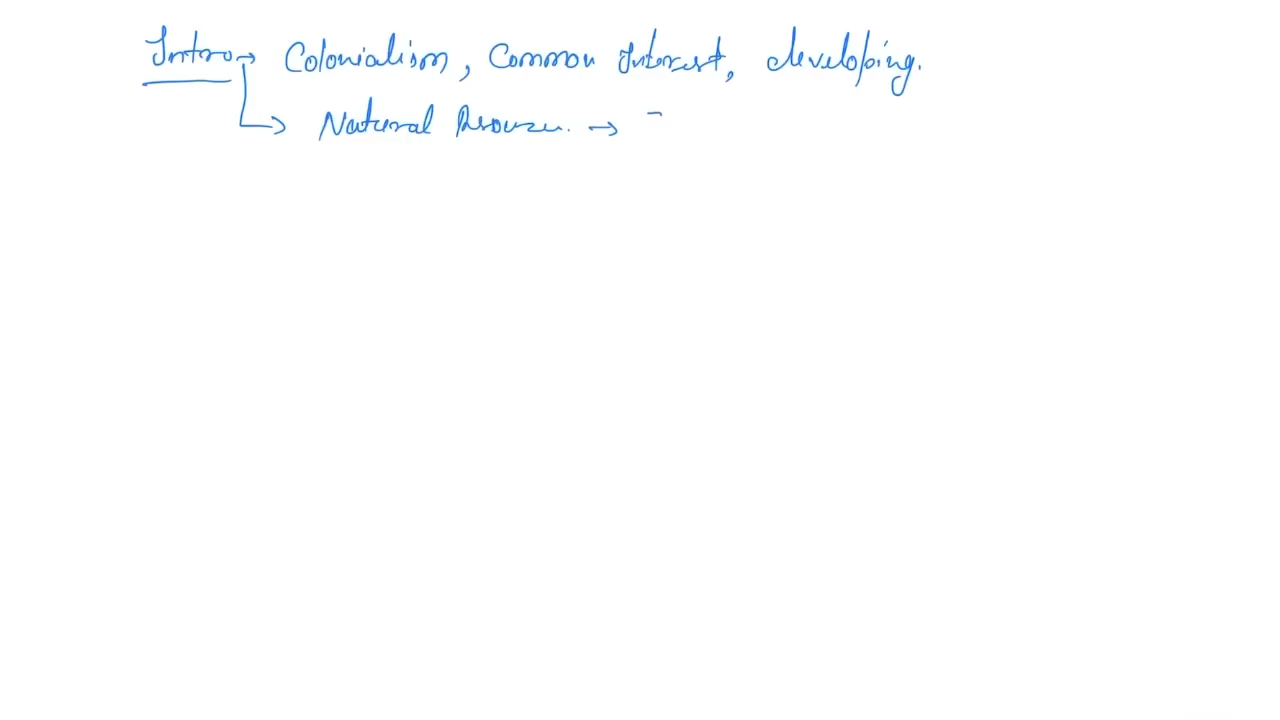 Intro → Colonialism, Common Interest, developing.
↳ Natural Resource. →